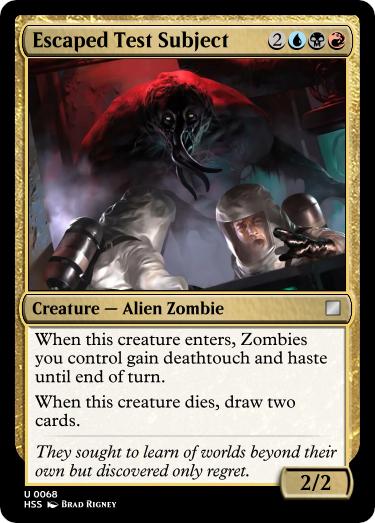 Escaped Test Subject 2
Creature — Alien Zombie
When this creature enters, Zombies
you control gain deathtouch and haste
until end of turn.
When this creature dies, draw two
cards.
They sought to learn of worlds beyond their
own but discovered only regret.
2/2
U 0068
HSS Brad Rigney